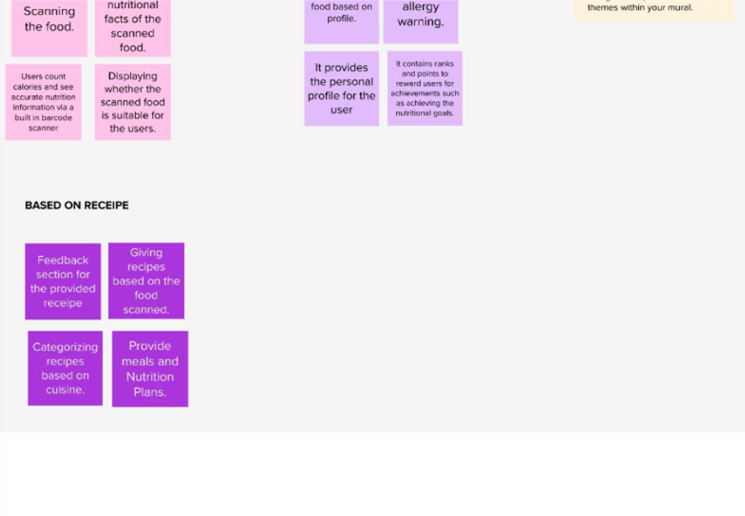 Scanning
the food.
nutritional
facts of the
scanned
food.
food based on
profile.
allergy
warning.
themes within your mural.
Users count
calories and see
accurate nutrition
information via a
built in barcode
scanner
Displaying
whether the
scanned food
is suitable for
the users.
It provides
the personal
profile for the
user
It contains ranks
and points to
reward users for
achievements such
as achieving the
nutritional goals.
BASED ON RECEIPE
Feedback
section for
the provided
receipe
Giving
recipes
based on the
food
scanned.
Categorizing
recipes
based on
cuisine.
Provide
meals and
Nutrition
Plans.